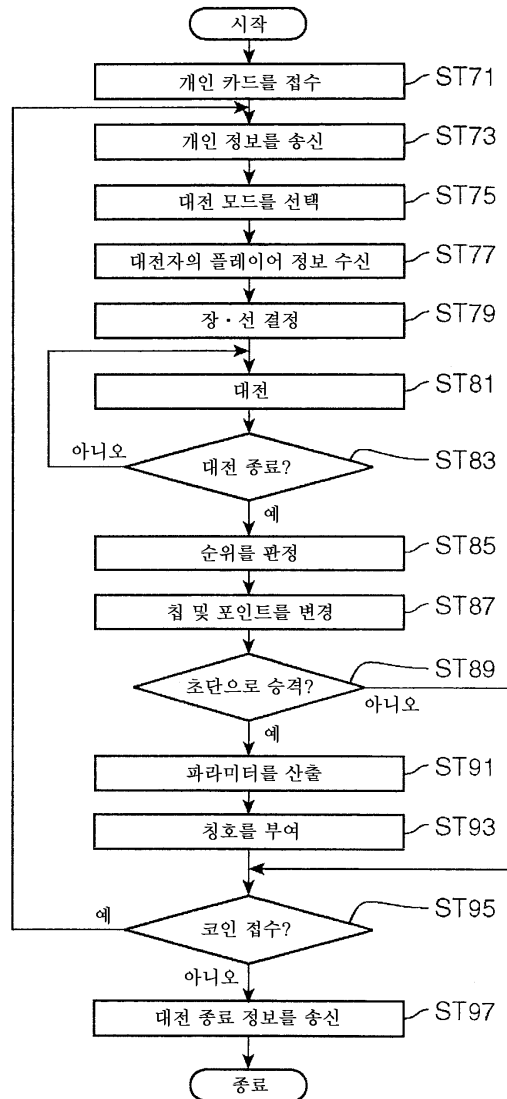 시작
개인 카드를 접수
ST71
개인 정보를 송신
ST73
대전 모드를 선택
ST75
대전자의 플레이어 정보 수신
ST77
장・선 결정
ST79
대전
ST81
아니오
대전 종료?
ST83
예
순위를 판정
ST85
칩 및 포인트를 변경
ST87
초단으로 승격?
ST89
아니오
예
파라미터를 산출
ST91
칭호를 부여
ST93
예
코인 접수?
ST95
아니오
대전 종료 정보를 송신
ST97
종료